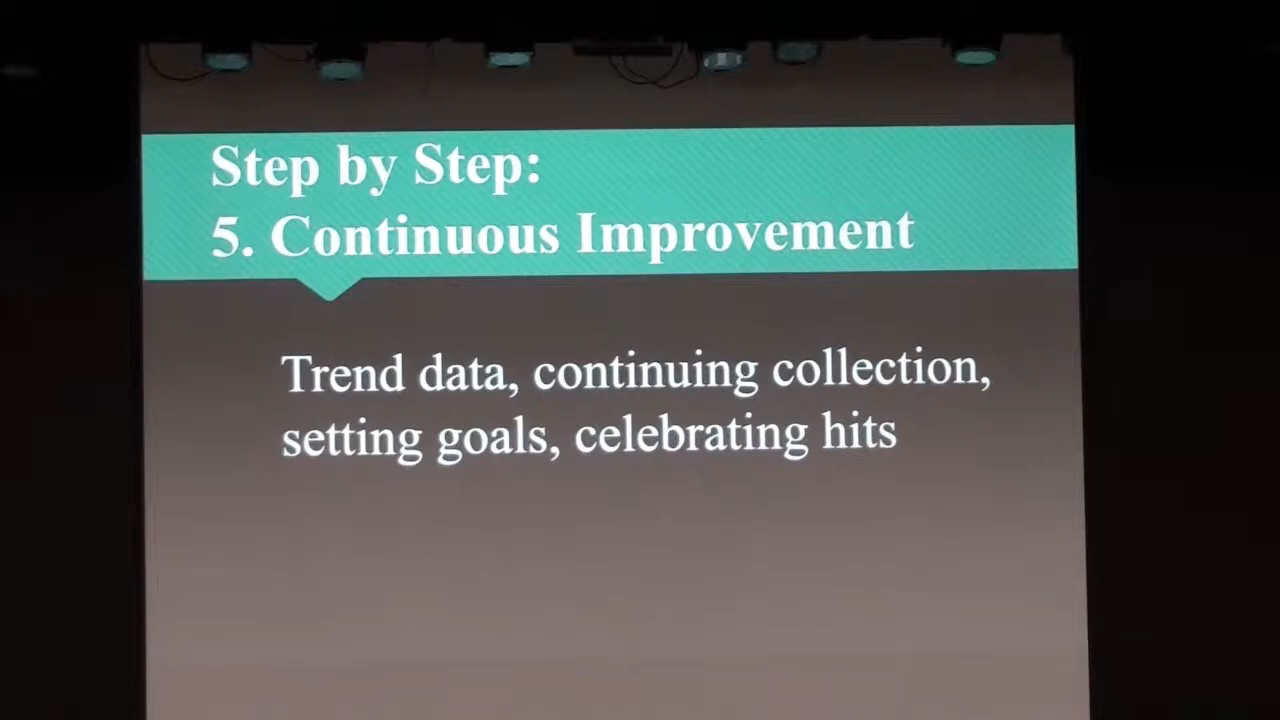 Step by Step:
5. Continuous Improvement
Trend data, continuing collection,
setting goals, celebrating hits